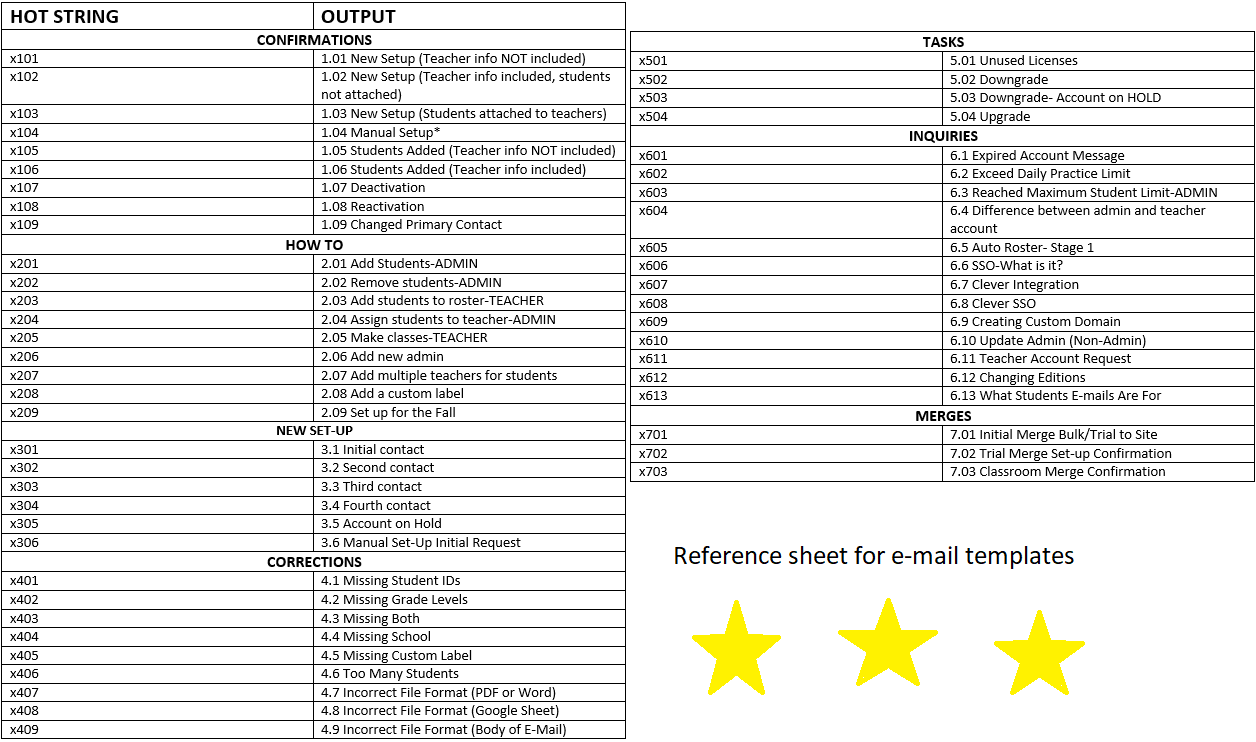 HOT STRING OUTPUT
CONFIRMATIONS
x101 1.01 New Setup (Teacher info NOT included)
x102 1.02 New Setup (Teacher info included, students
not attached)
x103 1.03 New Setup (Students attached to teachers)
x104 1.04 Manual Setup*
x105 1.05 Students Added (Teacher info NOT included)
x106 1.06 Students Added (Teacher info included)
x107 1.07 Deactivation
x108 1.08 Reactivation
x109 1.09 Changed Primary Contact
HOW TO
x201 2.01 Add Students-ADMIN
x202 2.02 Remove students-ADMIN
x203 2.03 Add students to roster-TEACHER
x204 2.04 Assign students to teacher-ADMIN
x205 2.05 Make classes-TEACHER
x206 2.06 Add new admin
x207 2.07 Add multiple teachers for students
x208 2.08 Add a custom label
x209 2.09 Set up for the Fall
NEW SET-UP
x301 3.1 Initial contact
x302 3.2 Second contact
x303 3.3 Third contact
x304 3.4 Fourth contact
x305 3.5 Account on Hold
x306 3.6 Manual Set-Up Initial Request
CORRECTIONS
x401 4.1 Missing Student IDs
x402 4.2 Missing Grade Levels
x403 4.3 Missing Both
x404 4.4 Missing School
x405 4.5 Missing Custom Label
x406 4.6 Too Many Students
x407 4.7 Incorrect File Format (PDF or Word)
x408 4.8 Incorrect File Format (Google Sheet)
x409 4.9 Incorrect File Format (Body of E-Mail)
TASKS
x501 5.01 Unused Licenses
x502 5.02 Downgrade
x503 5.03 Downgrade- Account on HOLD
x504 5.04 Upgrade
INQUIRIES
x601 6.1 Expired Account Message
x602 6.2 Exceed Daily Practice Limit
x603 6.3 Reached Maximum Student Limit-ADMIN
x604 6.4 Difference between admin and teacher
account
x605 6.5 Auto Roster- Stage 1
x606 6.6 SSO-What is it?
x607 6.7 Clever Integration
x608 6.8 Clever SSO
x609 6.9 Creating Custom Domain
x610 6.10 Update Admin (Non-Admin)
x611 6.11 Teacher Account Request
x612 6.12 Changing Editions
x613 6.13 What Students E-mails Are For
MERGES
x701 7.01 Initial Merge Bulk/Trial to Site
x702 7.02 Trial Merge Set-up Confirmation
x703 7.03 Classroom Merge Confirmation
Reference sheet for e-mail templates